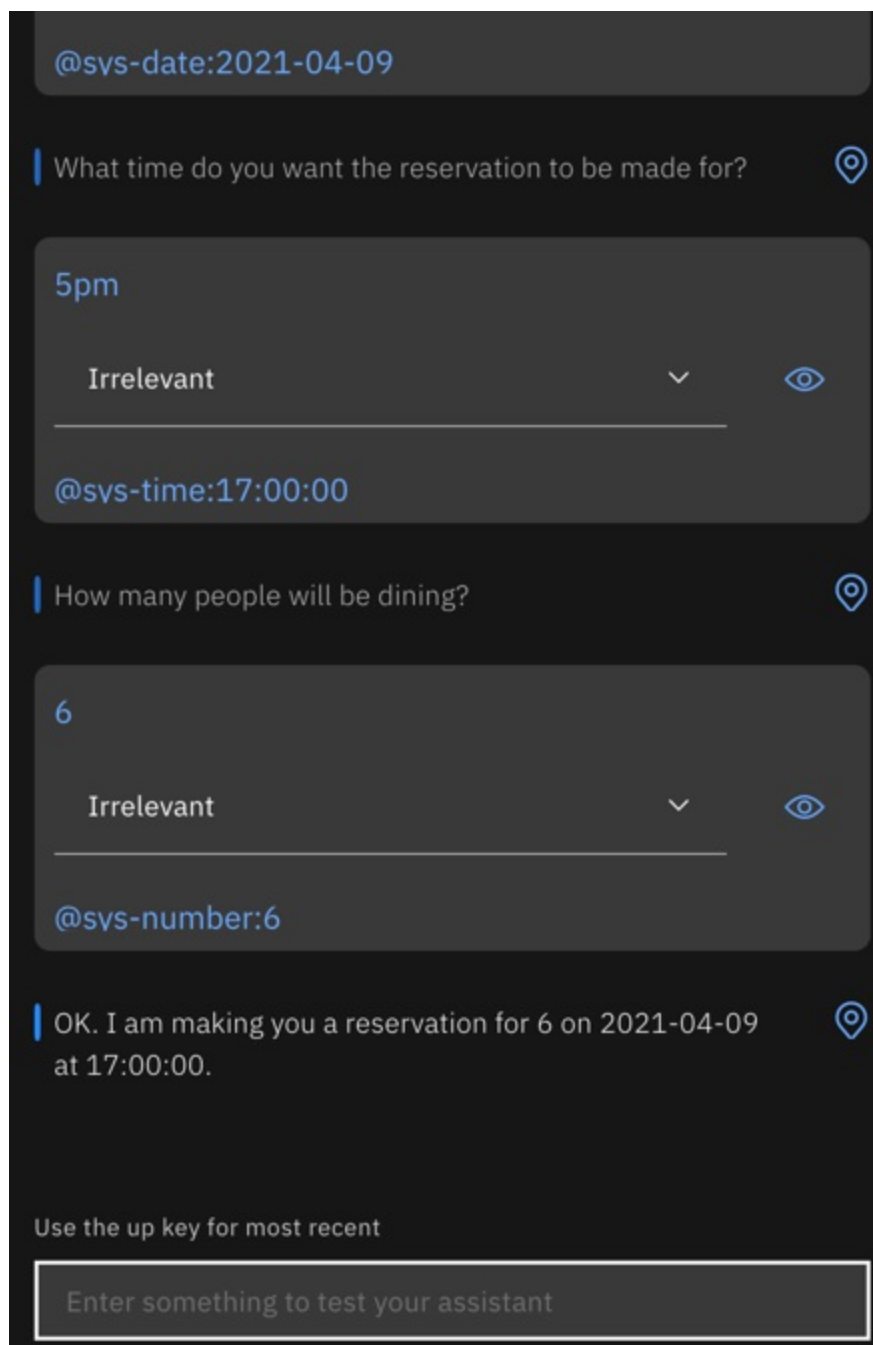 @sys-date:2021-04-09
What time do you want the reservation to be made for?
5pm
Irrelevant
@sys-time:17:00:00
How many people will be dining?
6
Irrelevant
@sys-number:6
OK. I am making you a reservation for 6 on 2021-04-09
at 17:00:00.
Use the up key for most recent
Enter something to test your assistant